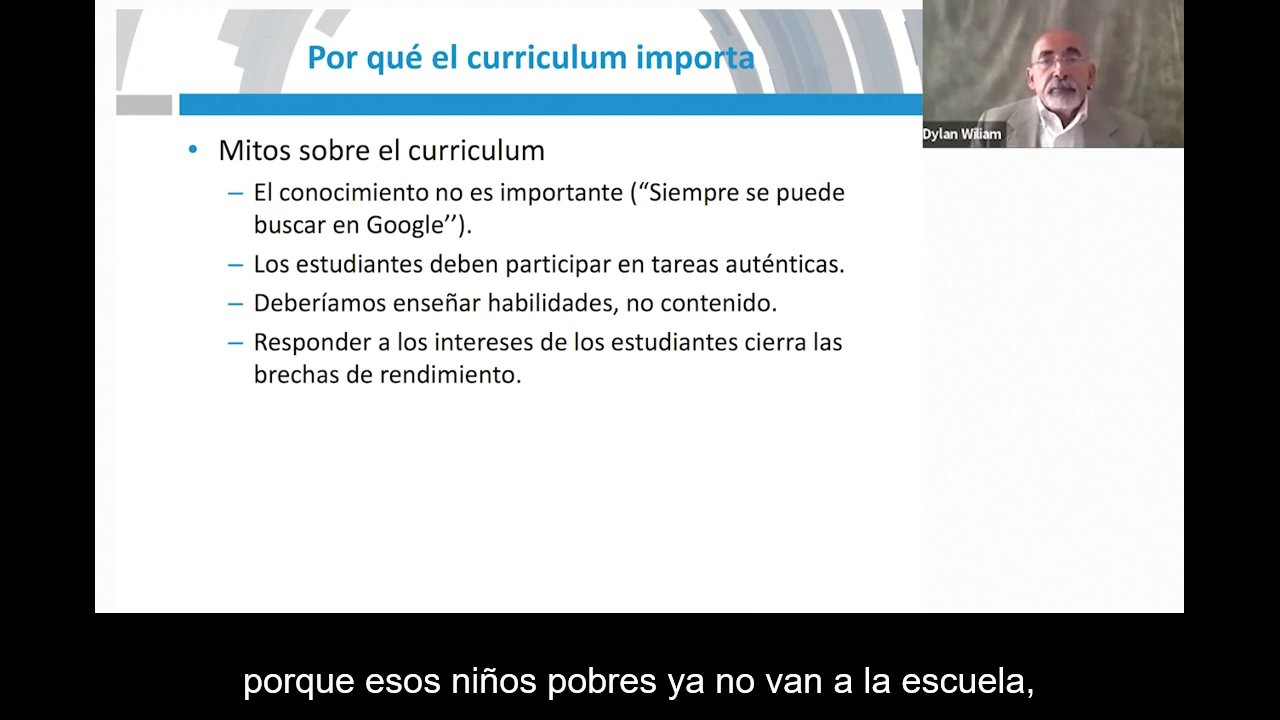 Por qué el curriculum importa
Dylan Wiliam
• Mitos sobre el curriculum
– El conocimiento no es importante (“Siempre se puede
buscar en Google’’).
– Los estudiantes deben participar en tareas auténticas.
– Deberíamos enseñar habilidades, no contenido.
– Responder a los intereses de los estudiantes cierra las
brechas de rendimiento.
porque esos niños pobres ya no van a la escuela,